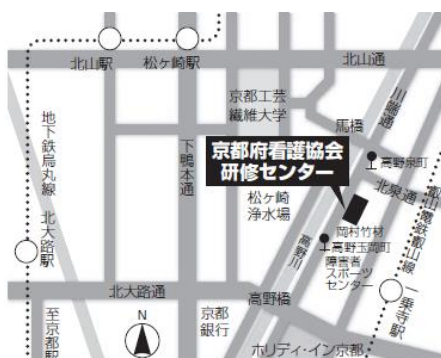 北山駅
松ヶ崎駅
北山通
川端通
京都工芸
繊維大学
馬橋
地下鉄烏丸線
下鴨本通
京都府看護協会
研修センター
高野泉町
北泉通
叡山電鉄叡山線
松ヶ崎
浄水場
岡村竹材
高野川
高野玉岡町
障害者
スポーツ
センター
北大路駅
一乗寺駅
北大路通
高野橋
至京都駅
N
京都
銀行
ホリディ・イン京都